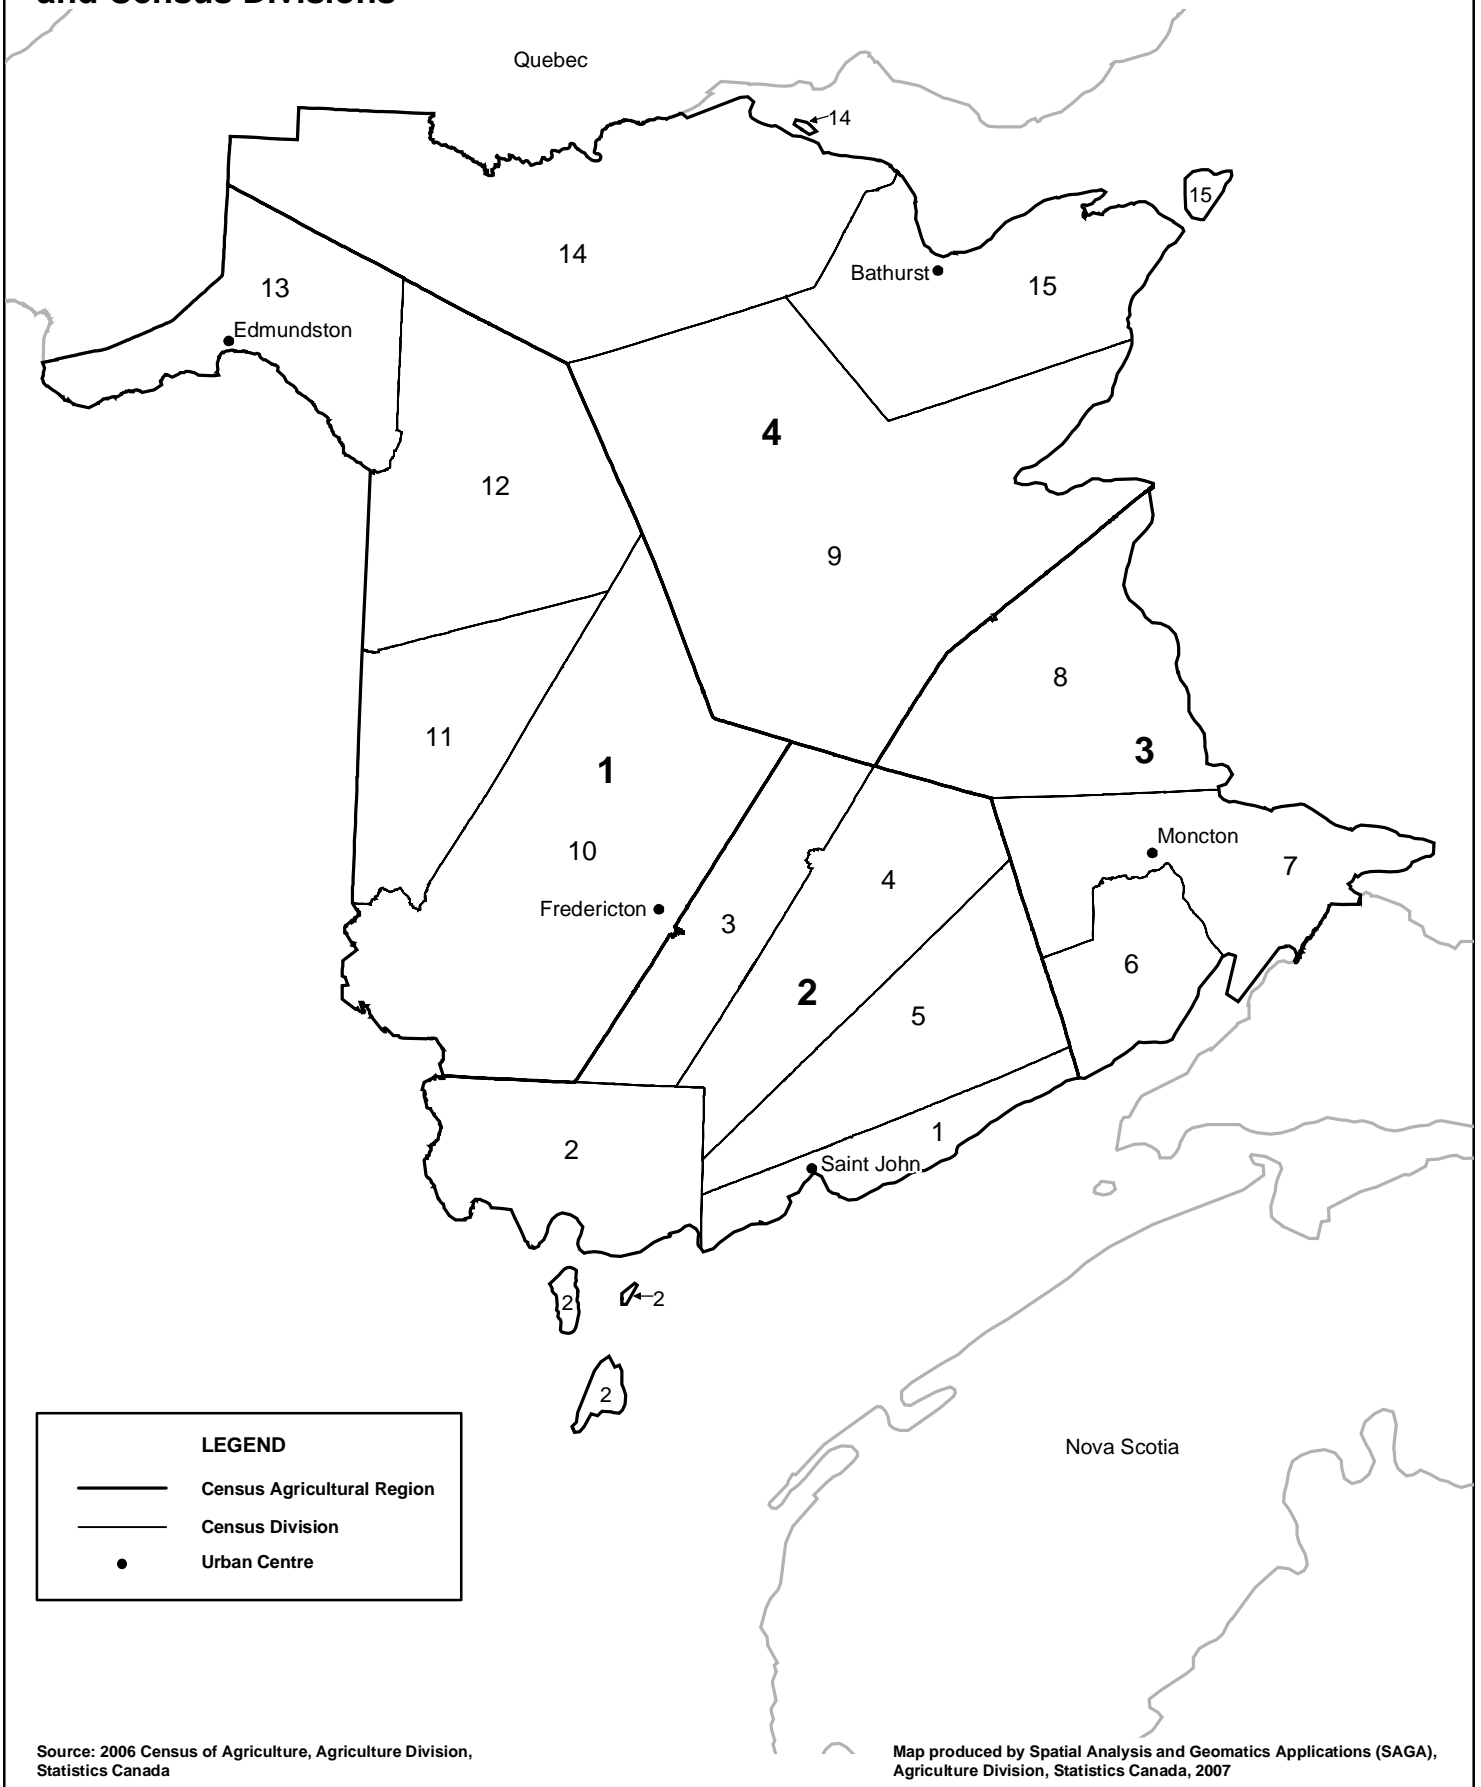 and Census Divisions
Quebec
14
15
14
Bathurst
15
13
Edmundston
4
12
9
8
11
3
1
Moncton
10
7
4
Fredericton
3
6
2
5
1
2
Saint John
2
2
2
LEGEND
Nova Scotia
Census Agricultural Region
Census Division
Urban Centre
Source: 2006 Census of Agriculture, Agriculture Division,
Statistics Canada
Map produced by Spatial Analysis and Geomatics Applications (SAGA),
Agriculture Division, Statistics Canada, 2007